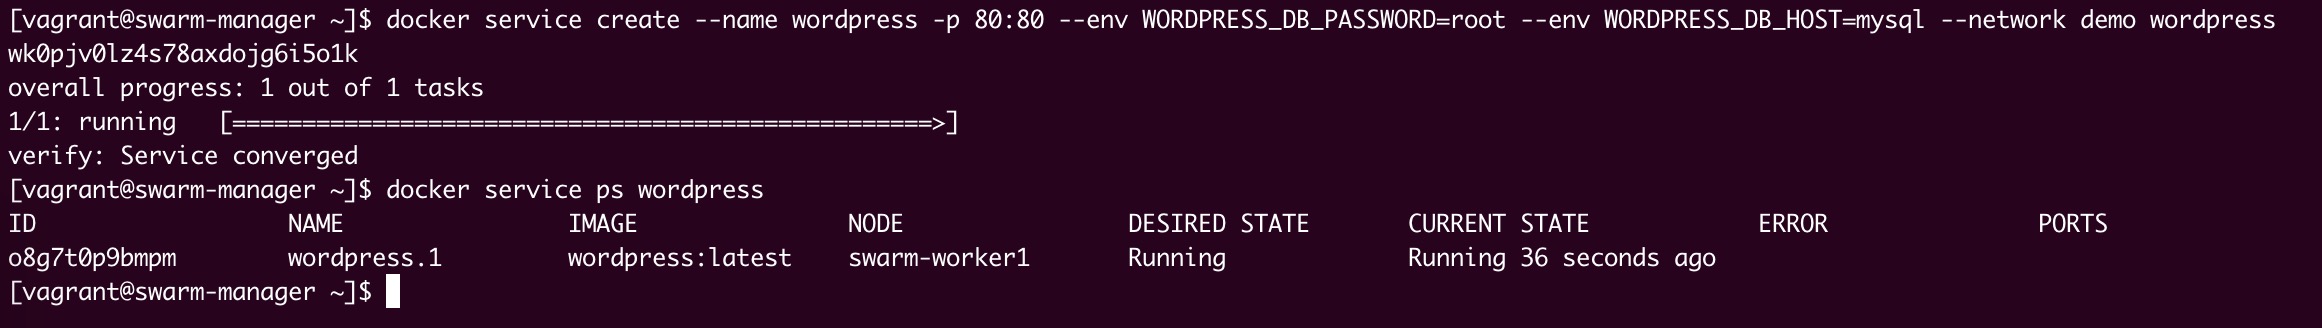 [vagrant@swarm-manager ~]$ docker service create --name wordpress -p 80:80 --env WORDPRESS_DB_PASSWORD=root --env WORDPRESS_DB_HOST=mysql --network demo wordpress
wk0pjv0lz4s78axdojg6i5o1k
overall progress: 1 out of 1 tasks
1/1: running   [==================================================>]
verify: Service converged
[vagrant@swarm-manager ~]$ docker service ps wordpress
ID                  NAME                IMAGE               NODE                DESIRED STATE       CURRENT STATE            ERROR               PORTS
o8g7t0p9bmpm        wordpress.1         wordpress:latest    swarm-worker1       Running             Running 36 seconds ago
[vagrant@swarm-manager ~]$